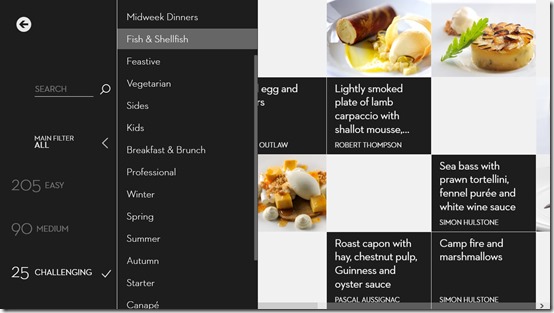 SEARCH
MAIN FILTER
ALL
205 EASY
90 MEDIUM
25 CHALLENGING
Midweek Dinners
Fish & Shellfish
Feastive
Vegetarian
Sides
Kids
Breakfast & Brunch
Professional
Winter
Spring
Summer
Autumn
Starter
Canapé
egg and
OUTLAW
Lightly smoked
plate of lamb
carpaccio with
shallot mousse,...
ROBERT THOMPSON
Sea bass with
prawn tortellini,
fennel purée and
white wine sauce
SIMON HULSTONE
Roast capon with
hay, chestnut pulp,
Guinness and
oyster sauce
PASCAL AUSSIGNAC
Camp fire and
marshmallows
SIMON HULSTONE